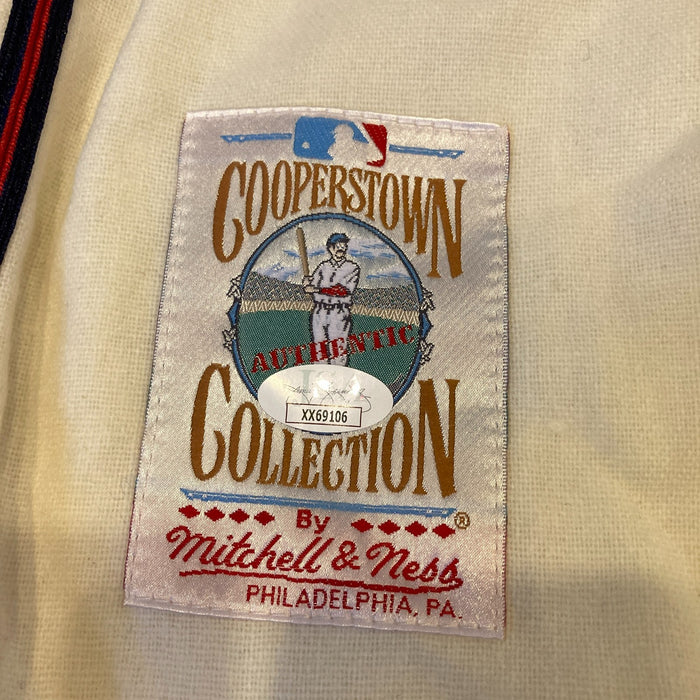 COOPERSTOWN
AUTHENTIC
XX69106
COLLECTION
®
By
Mitchell & Ness
PHILADELPHIA, PA.